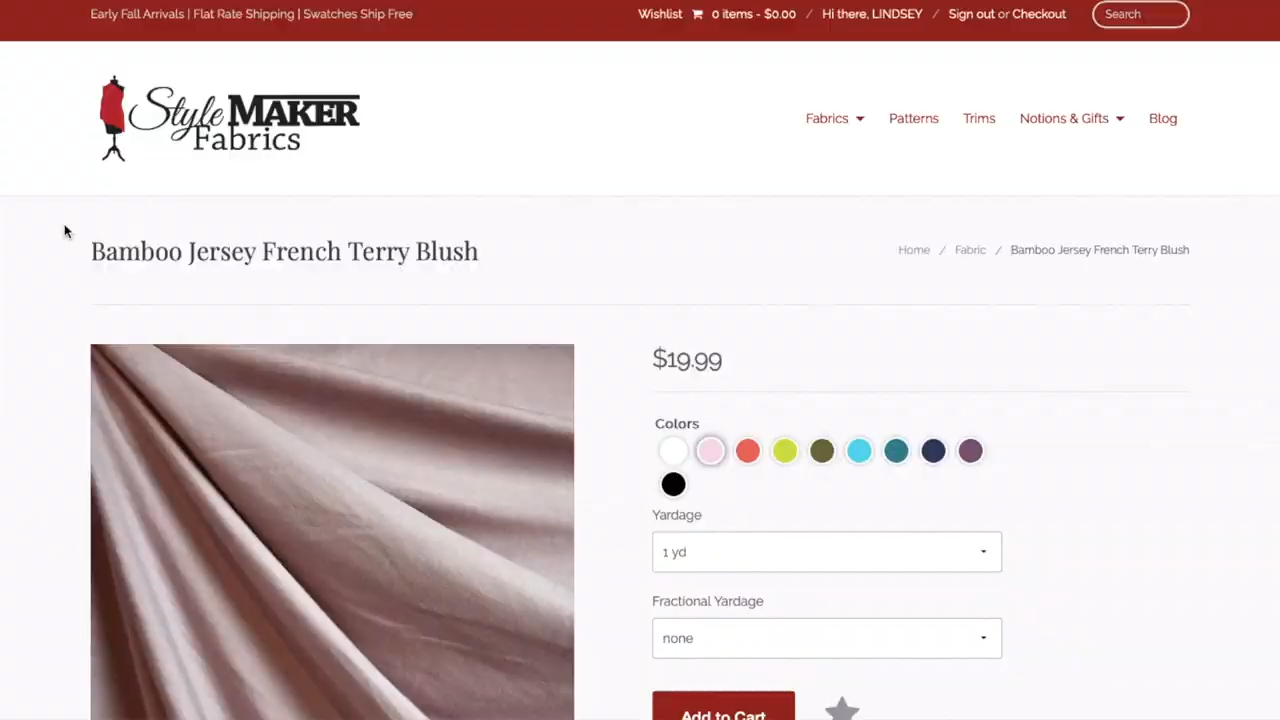 Early Fall Arrivals | Flat Rate Shipping | Swatches Ship Free
Wishlist 0 items - $0.00 / Hi there, LINDSEY / Sign out or Checkout
Search
Style MAKER
Fabrics
Fabrics
Patterns
Trims
Notions & Gifts
Blog
Bamboo Jersey French Terry Blush
Home / Fabric / Bamboo Jersey French Terry Blush
$19.99
Colors
Yardage
1 yd
Fractional Yardage
none
Add to Cart